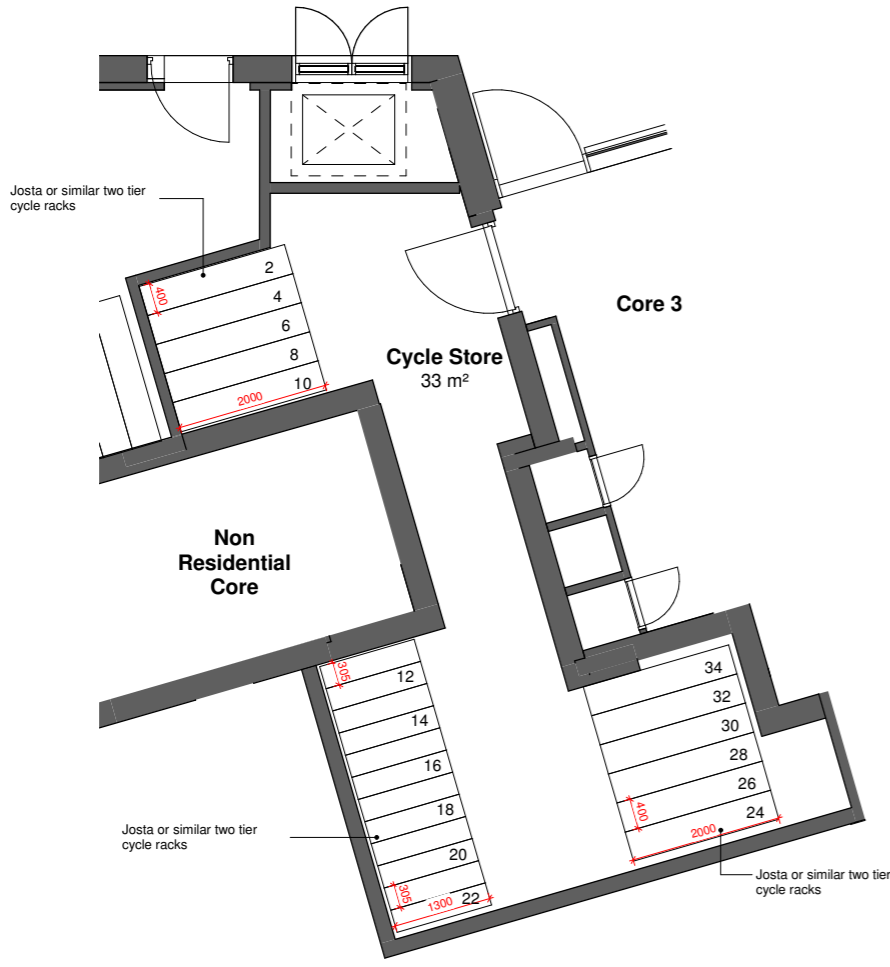 Josta or similar two tier
cycle racks
2
400
4
6
8
10
2000
Core 3
Cycle Store
33 m²
Non
Residential
Core
305
12
14
16
18
20
305
1300
22
34
32
30
28
26
400
24
2000
Josta or similar two tier
cycle racks
Josta or similar two tier
cycle racks